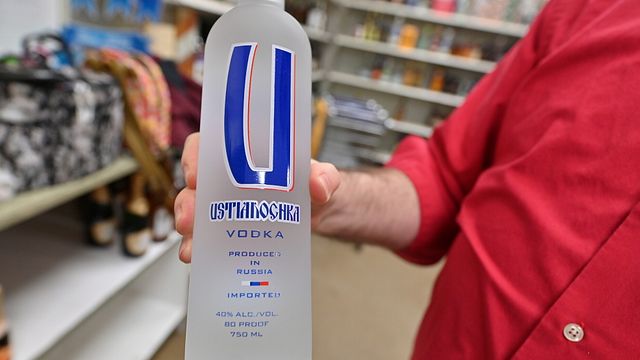 U
USTIANOCHKA
VODKA
PRODUCED
IN
RUSSIA
IMPORTED
40% ALC./VOL.
80 PROOF
750 ML